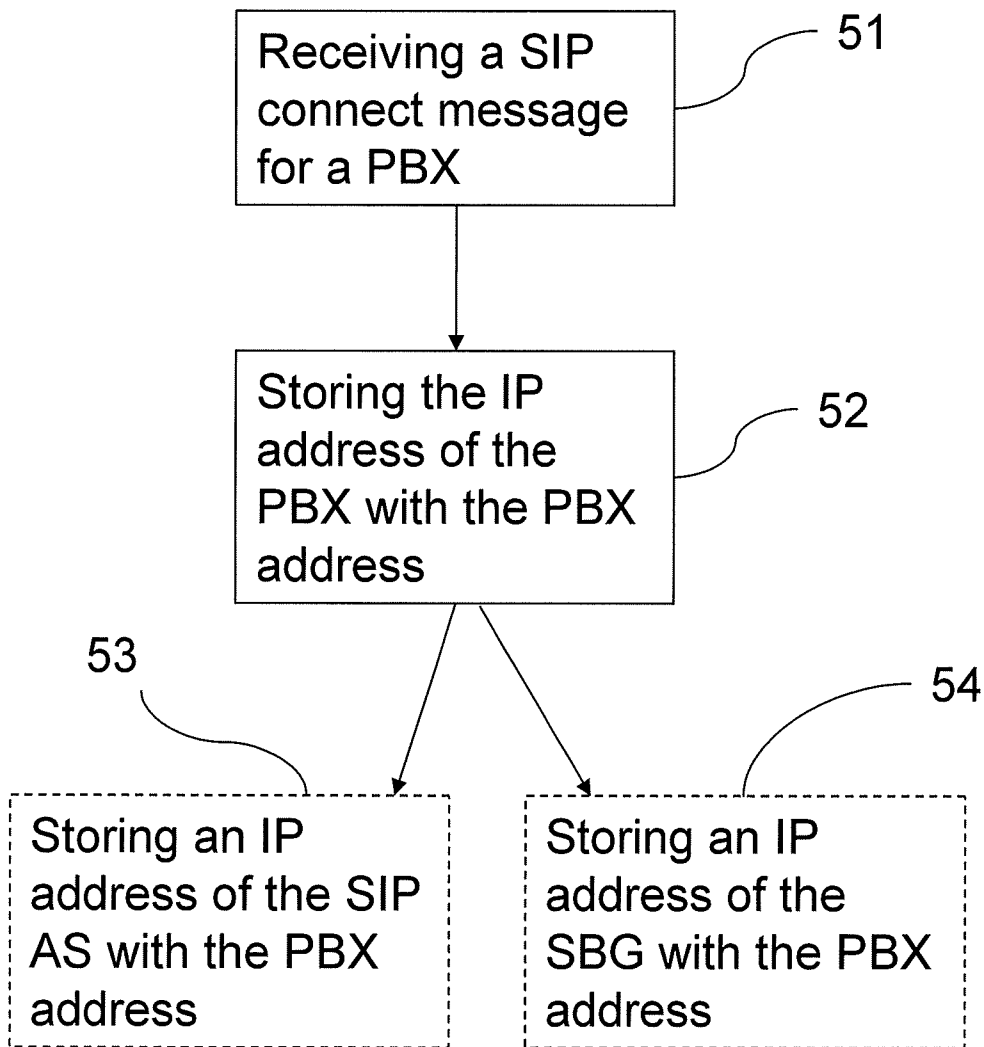 Receiving a SIP
connect message
for a PBX
51
Storing the IP
address of the
PBX with the PBX
address
52
53
54
Storing an IP
address of the SIP
AS with the PBX
address
Storing an IP
address of the
SBG with the PBX
address